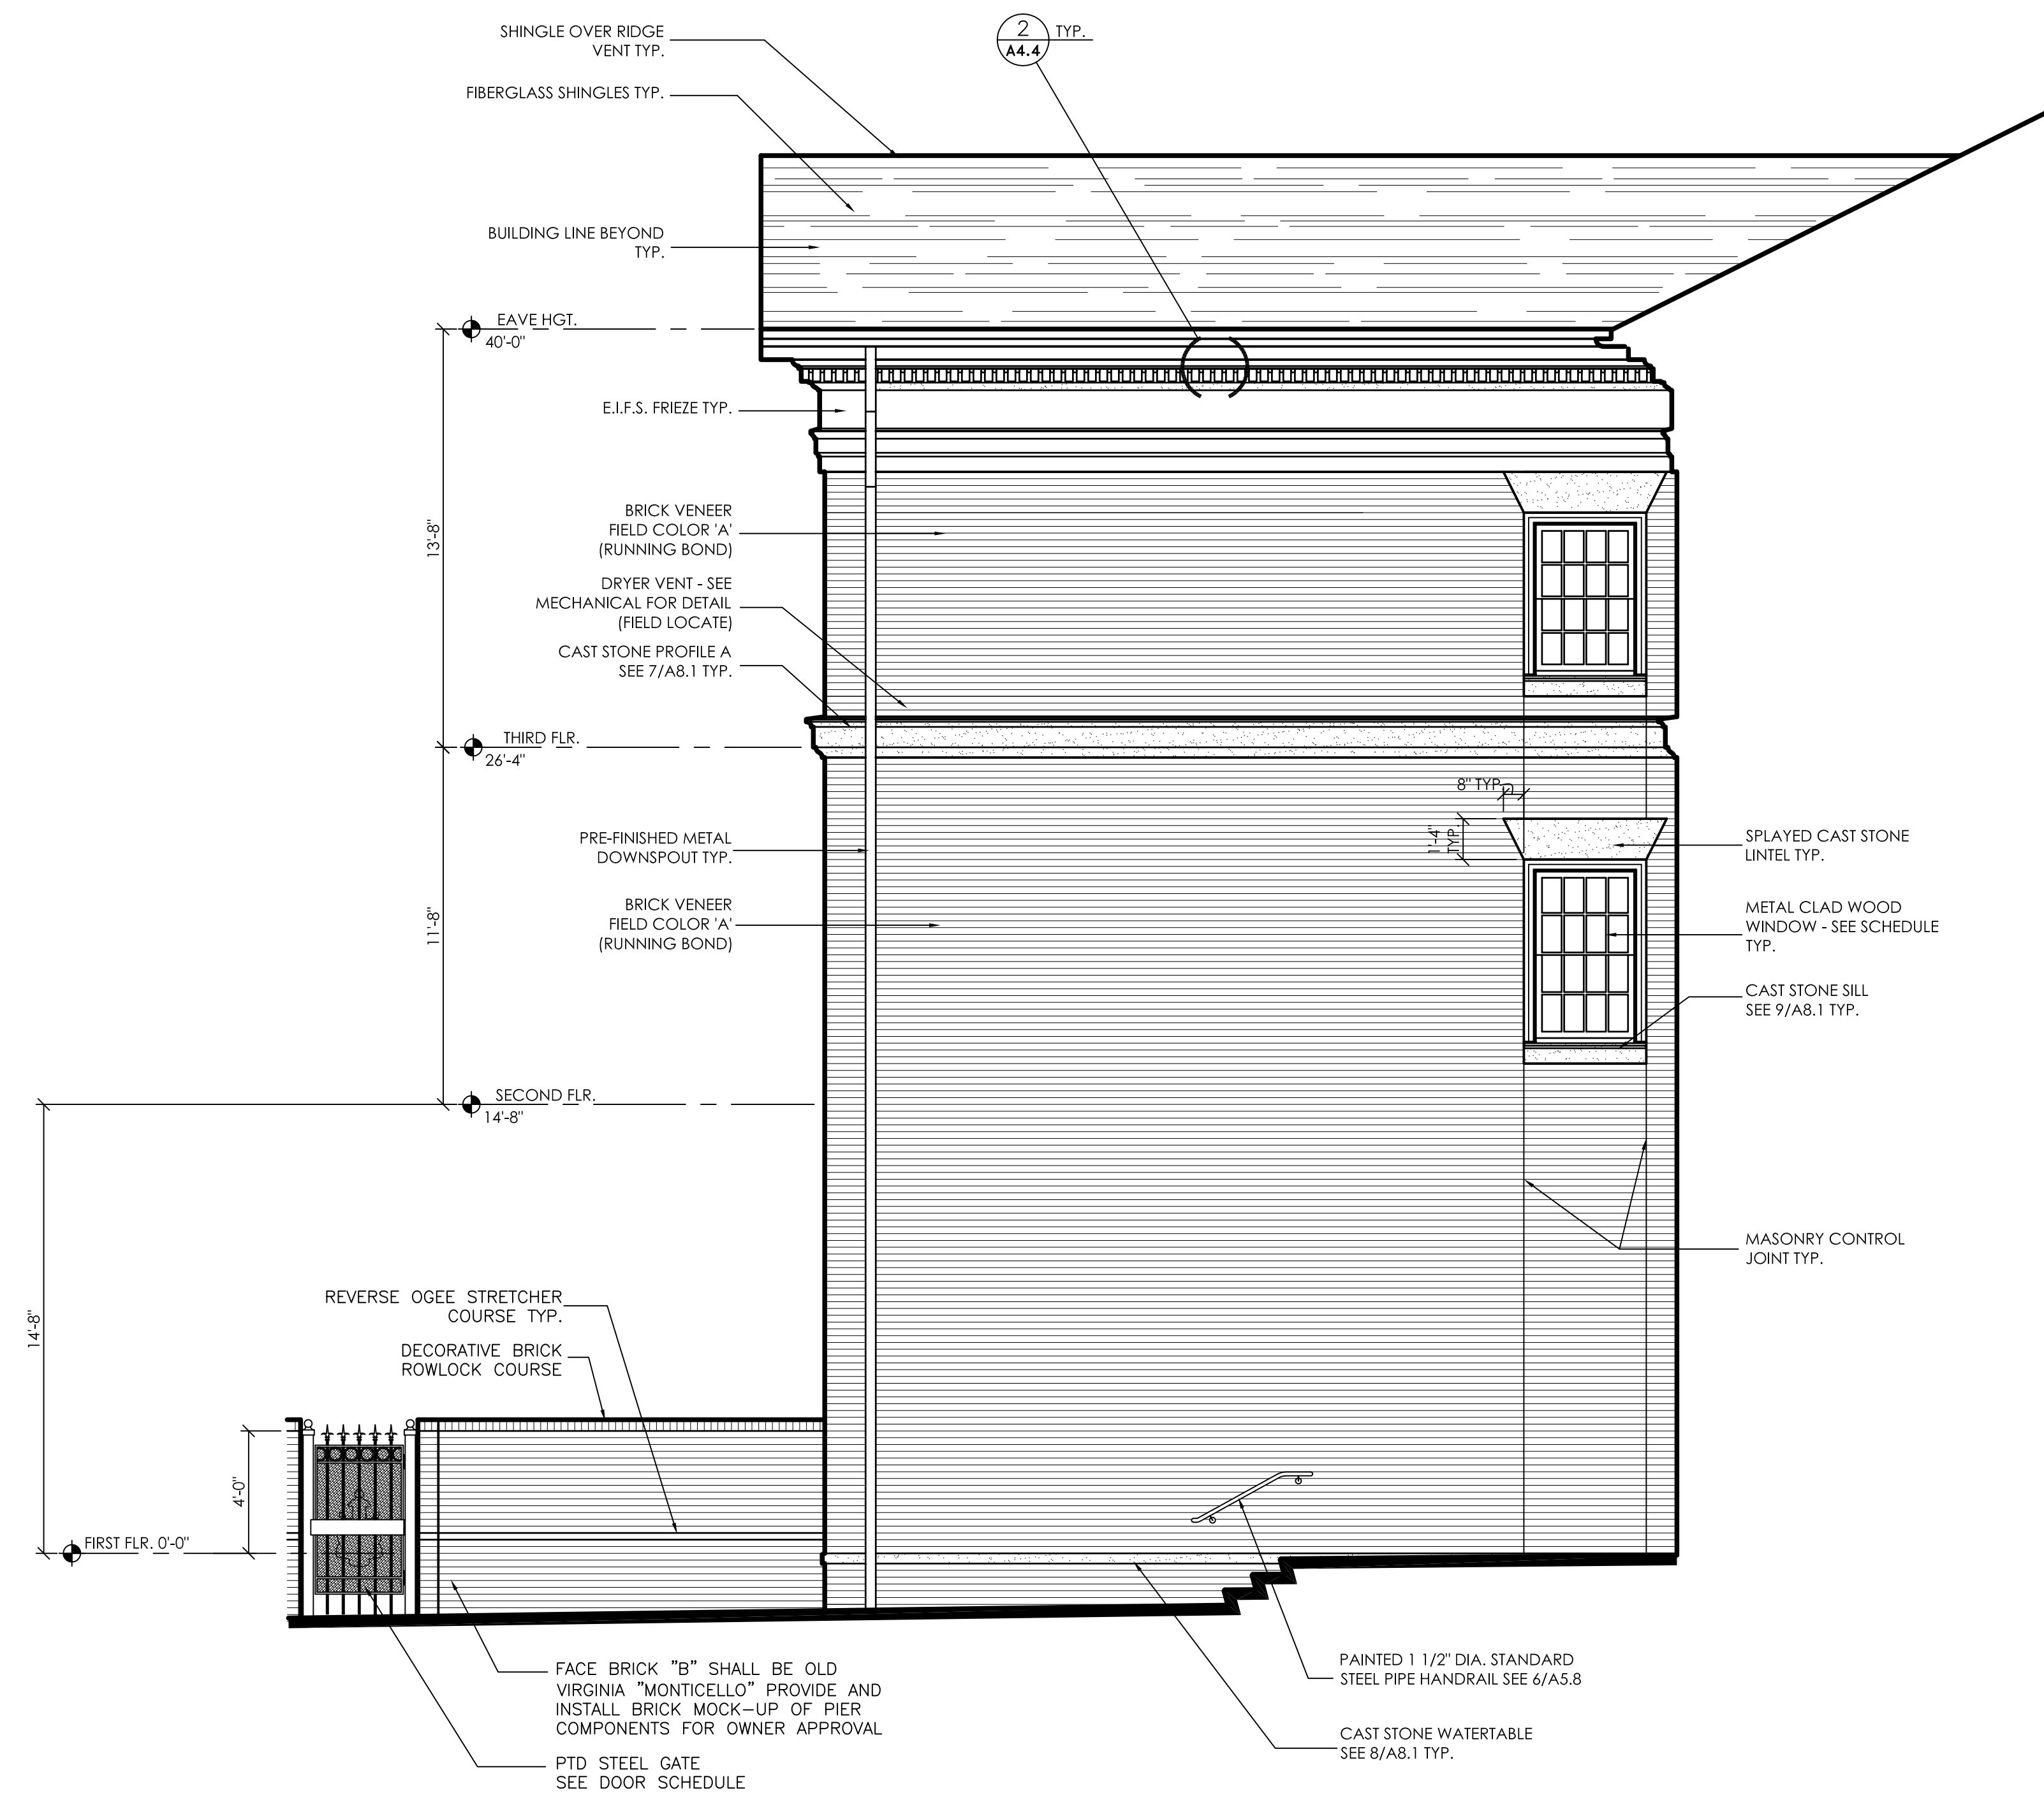 SHINGLE OVER RIDGE
VENT TYP.
2
A4.4
TYP.
FIBERGLASS SHINGLES TYP.
BUILDING LINE BEYOND
TYP.
EAVE HGT.
40'-0"
E.I.F.S. FRIEZE TYP.
13'-8"
BRICK VENEER
FIELD COLOR 'A'
(RUNNING BOND)
DRYER VENT - SEE
MECHANICAL FOR DETAIL
(FIELD LOCATE)
CAST STONE PROFILE A
SEE 7/A8.1 TYP.
THIRD FLR.
26'-4"
8" TYP.
1'-4"
TYP.
PRE-FINISHED METAL
DOWNSPOUT TYP.
SPLAYED CAST STONE
LINTEL TYP.
11'-8"
BRICK VENEER
FIELD COLOR 'A'
(RUNNING BOND)
METAL CLAD WOOD
WINDOW - SEE SCHEDULE
TYP.
CAST STONE SILL
SEE 9/A8.1 TYP.
SECOND FLR.
14'-8"
MASONRY CONTROL
JOINT TYP.
14'-8"
REVERSE OGEE STRETCHER
COURSE TYP.
DECORATIVE BRICK
ROWLOCK COURSE
4'-0"
FIRST FLR. 0'-0"
FACE BRICK "B" SHALL BE OLD
VIRGINIA "MONTICELLO" PROVIDE AND
INSTALL BRICK MOCK-UP OF PIER
COMPONENTS FOR OWNER APPROVAL
PTD STEEL GATE
SEE DOOR SCHEDULE
PAINTED 1 1/2" DIA. STANDARD
STEEL PIPE HANDRAIL SEE 6/A5.8
CAST STONE WATERTABLE
SEE 8/A8.1 TYP.